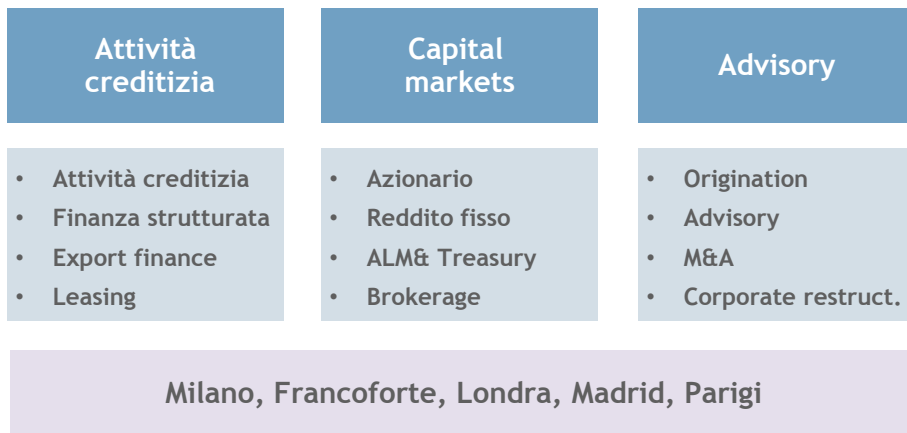 Attività
creditizia
Capital
markets
Advisory
• Attività creditizia
• Finanza strutturata
• Export finance
• Leasing
• Azionario
• Reddito fisso
• ALM& Treasury
• Brokerage
• Origination
• Advisory
• M&A
• Corporate restruct.
Milano, Francoforte, Londra, Madrid, Parigi